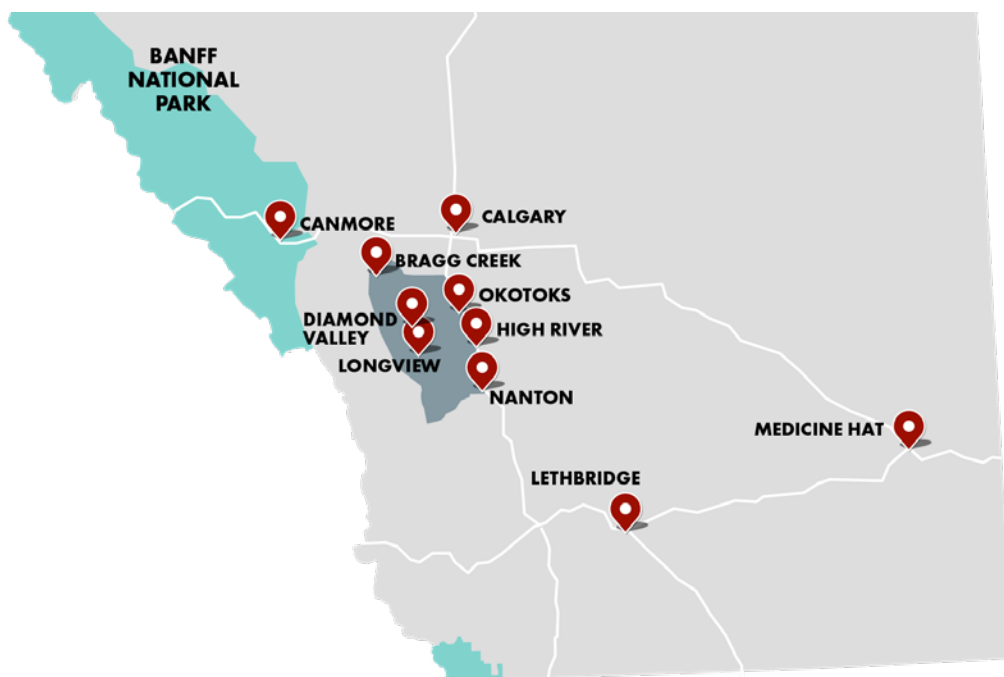 BANFF
NATIONAL
PARK
CANMORE
CALGARY
BRAGG CREEK
OKOTOKS
DIAMOND
VALLEY
HIGH RIVER
LONGVIEW
NANTON
MEDICINE HAT
LETHBRIDGE